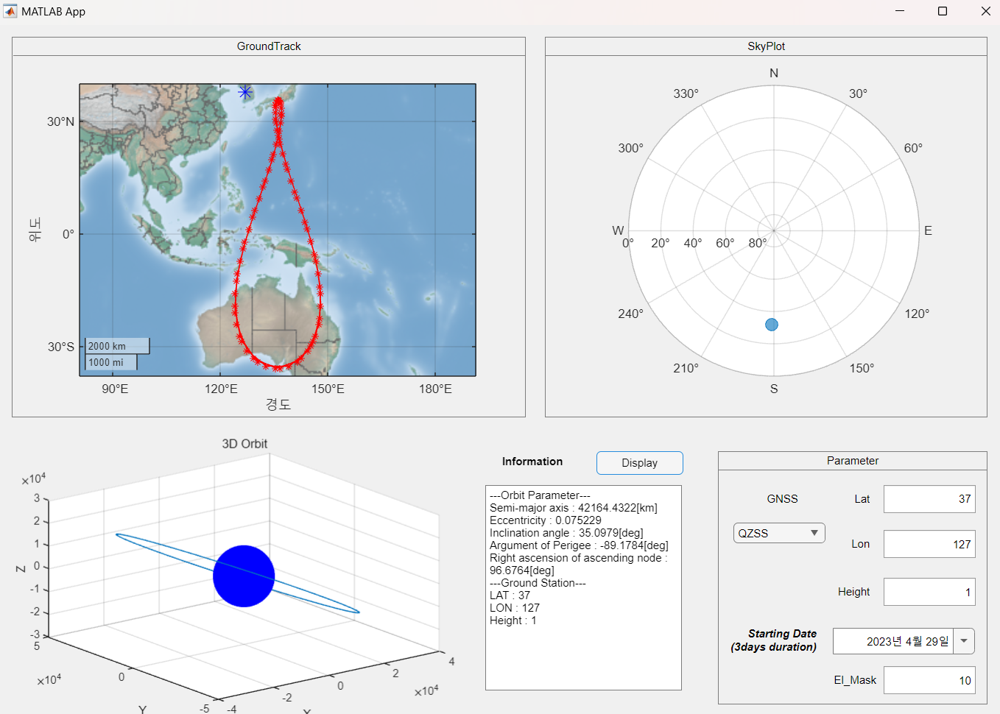 MATLAB App
GroundTrack
30°N
0°
30°S
위도
2000 km
1000 mi
90°E
120°E
150°E
180°E
경도
SkyPlot
N
330°
30°
300°
60°
W
E
0°
20°
40°
60°
80°
240°
120°
210°
150°
S
3D Orbit
×10⁴
3
2
1
0
-1
-2
-3
Z
5
0
-5
×10⁴
Y
-4
-2
0
2
4
×10⁴
X
Information
Display
---Orbit Parameter---
Semi-major axis : 42164.4322[km]
Eccentricity : 0.075229
Inclination angle : 35.0979[deg]
Argument of Perigee : -89.1784[deg]
Right ascension of ascending node :
96.6764[deg]
---Ground Station---
LAT : 37
LON : 127
Height : 1
Parameter
GNSS
QZSS
Lat
37
Lon
127
Height
1
Starting Date
(3days duration)
2023년 4월 29일
El_Mask
10